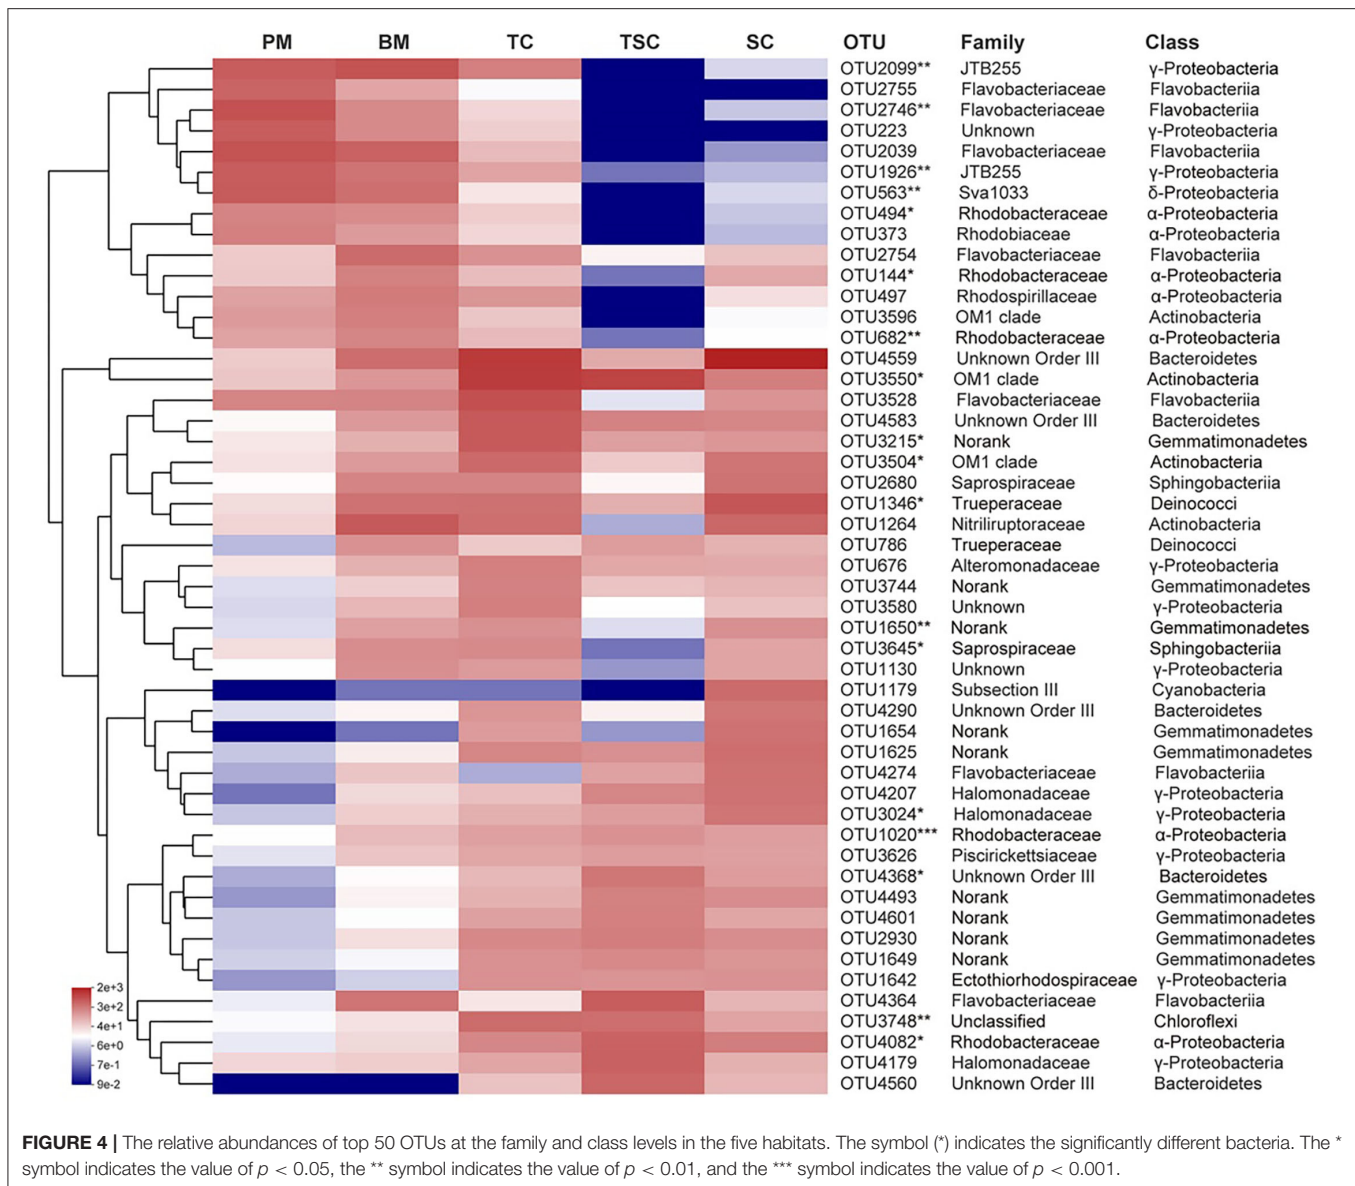 PM BM TC TSC SC OTU Family Class
OTU2099** JTB255 γ-Proteobacteria
OTU2755 Flavobacteriaceae Flavobacteriia
OTU2746** Flavobacteriaceae Flavobacteriia
OTU223 Unknown γ-Proteobacteria
OTU2039 Flavobacteriaceae Flavobacteriia
OTU1926** JTB255 γ-Proteobacteria
OTU563** Sva1033 δ-Proteobacteria
OTU494* Rhodobacteraceae α-Proteobacteria
OTU373 Rhodobiaceae α-Proteobacteria
OTU2754 Flavobacteriaceae Flavobacteriia
OTU144* Rhodobacteraceae α-Proteobacteria
OTU497 Rhodospirillaceae α-Proteobacteria
OTU3596 OM1 clade Actinobacteria
OTU682** Rhodobacteraceae α-Proteobacteria
OTU4559 Unknown Order III Bacteroidetes
OTU3550* OM1 clade Actinobacteria
OTU3528 Flavobacteriaceae Flavobacteriia
OTU4583 Unknown Order III Bacteroidetes
OTU3215* Norank Gemmatimonadetes
OTU3504* OM1 clade Actinobacteria
OTU2680 Saprospiraceae Sphingobacteriia
OTU1346* Trueperaceae Deinococci
OTU1264 Nitriliruptoraceae Actinobacteria
OTU786 Trueperaceae Deinococci
OTU676 Alteromonadaceae γ-Proteobacteria
OTU3744 Norank Gemmatimonadetes
OTU3580 Unknown γ-Proteobacteria
OTU1650** Norank Gemmatimonadetes
OTU3645* Saprospiraceae Sphingobacteriia
OTU1130 Unknown γ-Proteobacteria
OTU1179 Subsection III Cyanobacteria
OTU4290 Unknown Order III Bacteroidetes
OTU1654 Norank Gemmatimonadetes
OTU1625 Norank Gemmatimonadetes
OTU4274 Flavobacteriaceae Flavobacteriia
OTU4207 Halomonadaceae γ-Proteobacteria
OTU3024* Halomonadaceae γ-Proteobacteria
OTU1020*** Rhodobacteraceae α-Proteobacteria
OTU3626 Piscirickettsiaceae γ-Proteobacteria
OTU4368* Unknown Order III Bacteroidetes
OTU4493 Norank Gemmatimonadetes
OTU4601 Norank Gemmatimonadetes
OTU2930 Norank Gemmatimonadetes
OTU1649 Norank Gemmatimonadetes
OTU1642 Ectothiorhodospiraceae γ-Proteobacteria
OTU4364 Flavobacteriaceae Flavobacteriia
OTU3748** Unclassified Chloroflexi
OTU4082* Rhodobacteraceae α-Proteobacteria
OTU4179 Halomonadaceae γ-Proteobacteria
OTU4560 Unknown Order III Bacteroidetes
2e+3
3e+2
4e+1
6e+0
7e-1
9e-2
FIGURE 4 | The relative abundances of top 50 OTUs at the family and class levels in the five habitats. The symbol (*) indicates the significantly different bacteria. The *
symbol indicates the value of p < 0.05, the ** symbol indicates the value of p < 0.01, and the *** symbol indicates the value of p < 0.001.